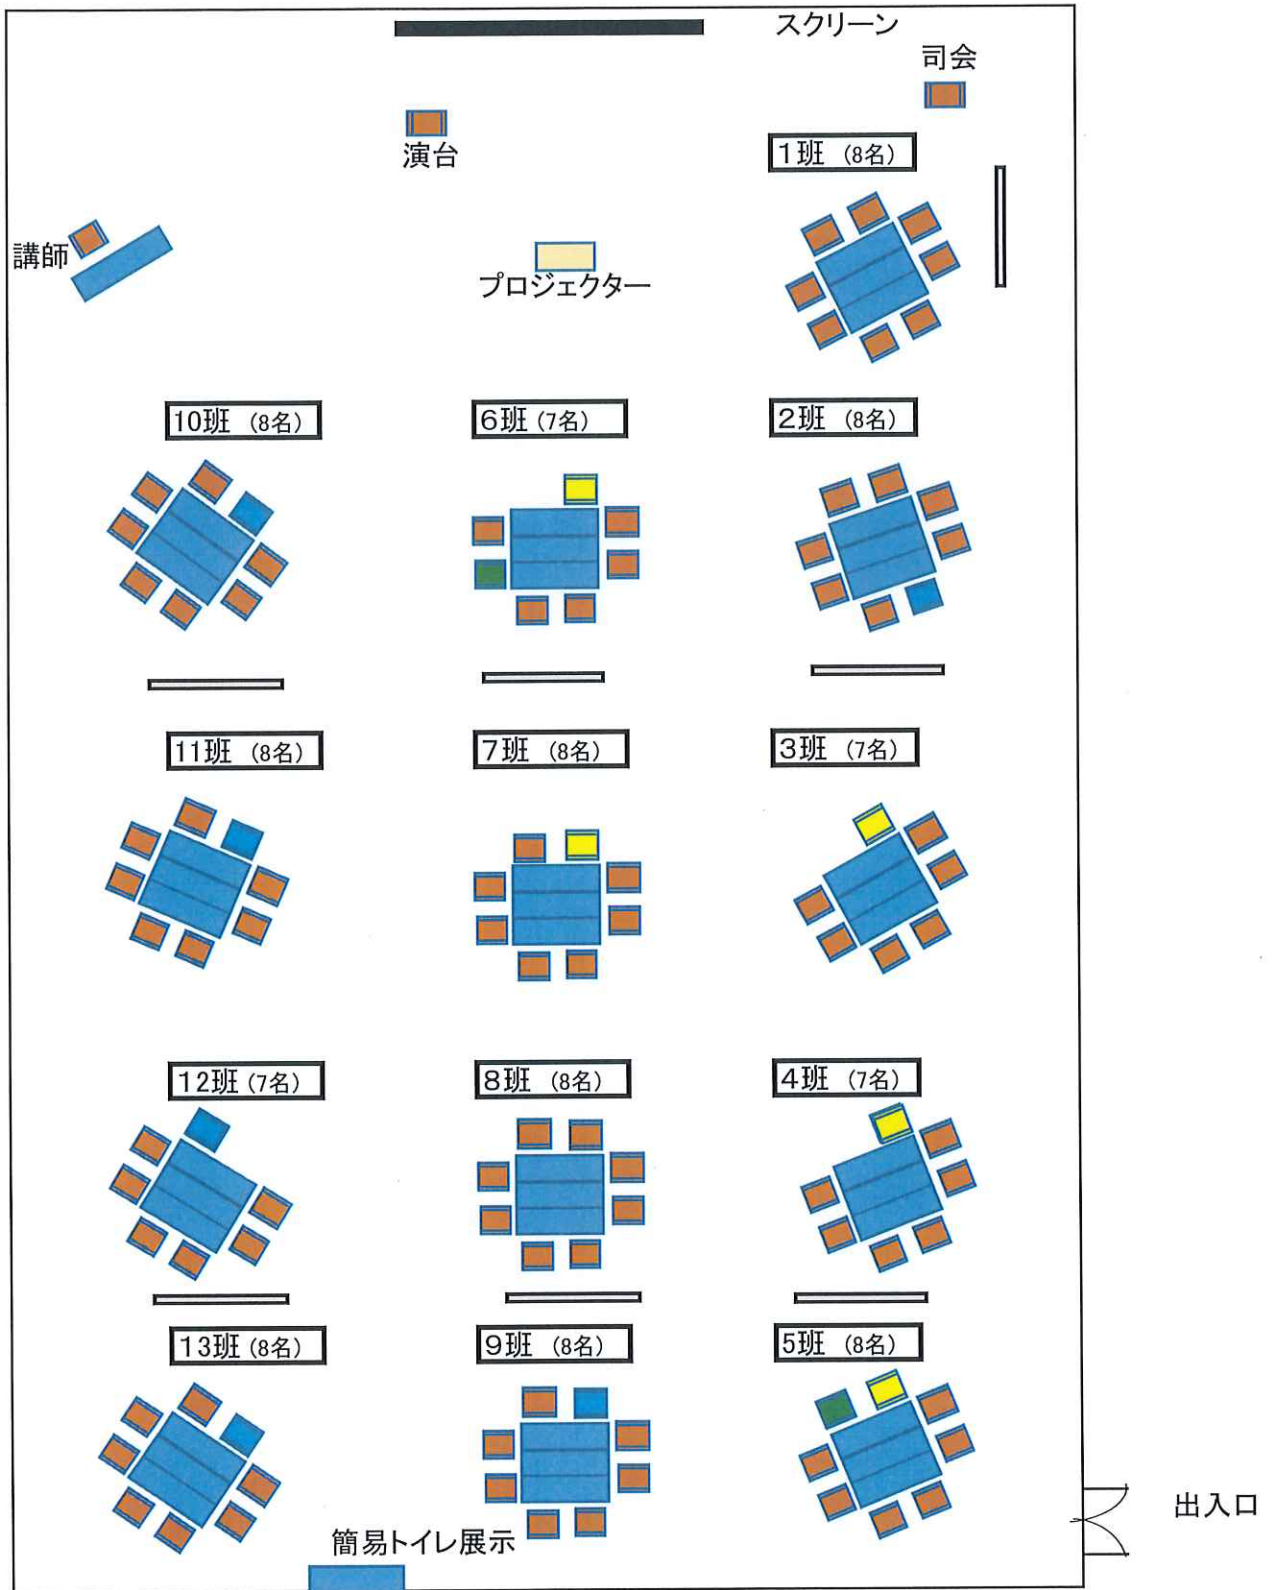 スクリーン
司会
演台
1班 (8名)
講師
プロジェクター
10班 (8名)
6班 (7名)
2班 (8名)
11班 (8名)
7班 (8名)
3班 (7名)
12班 (7名)
8班 (8名)
4班 (7名)
13班 (8名)
9班 (8名)
5班 (8名)
出入口
簡易トイレ展示